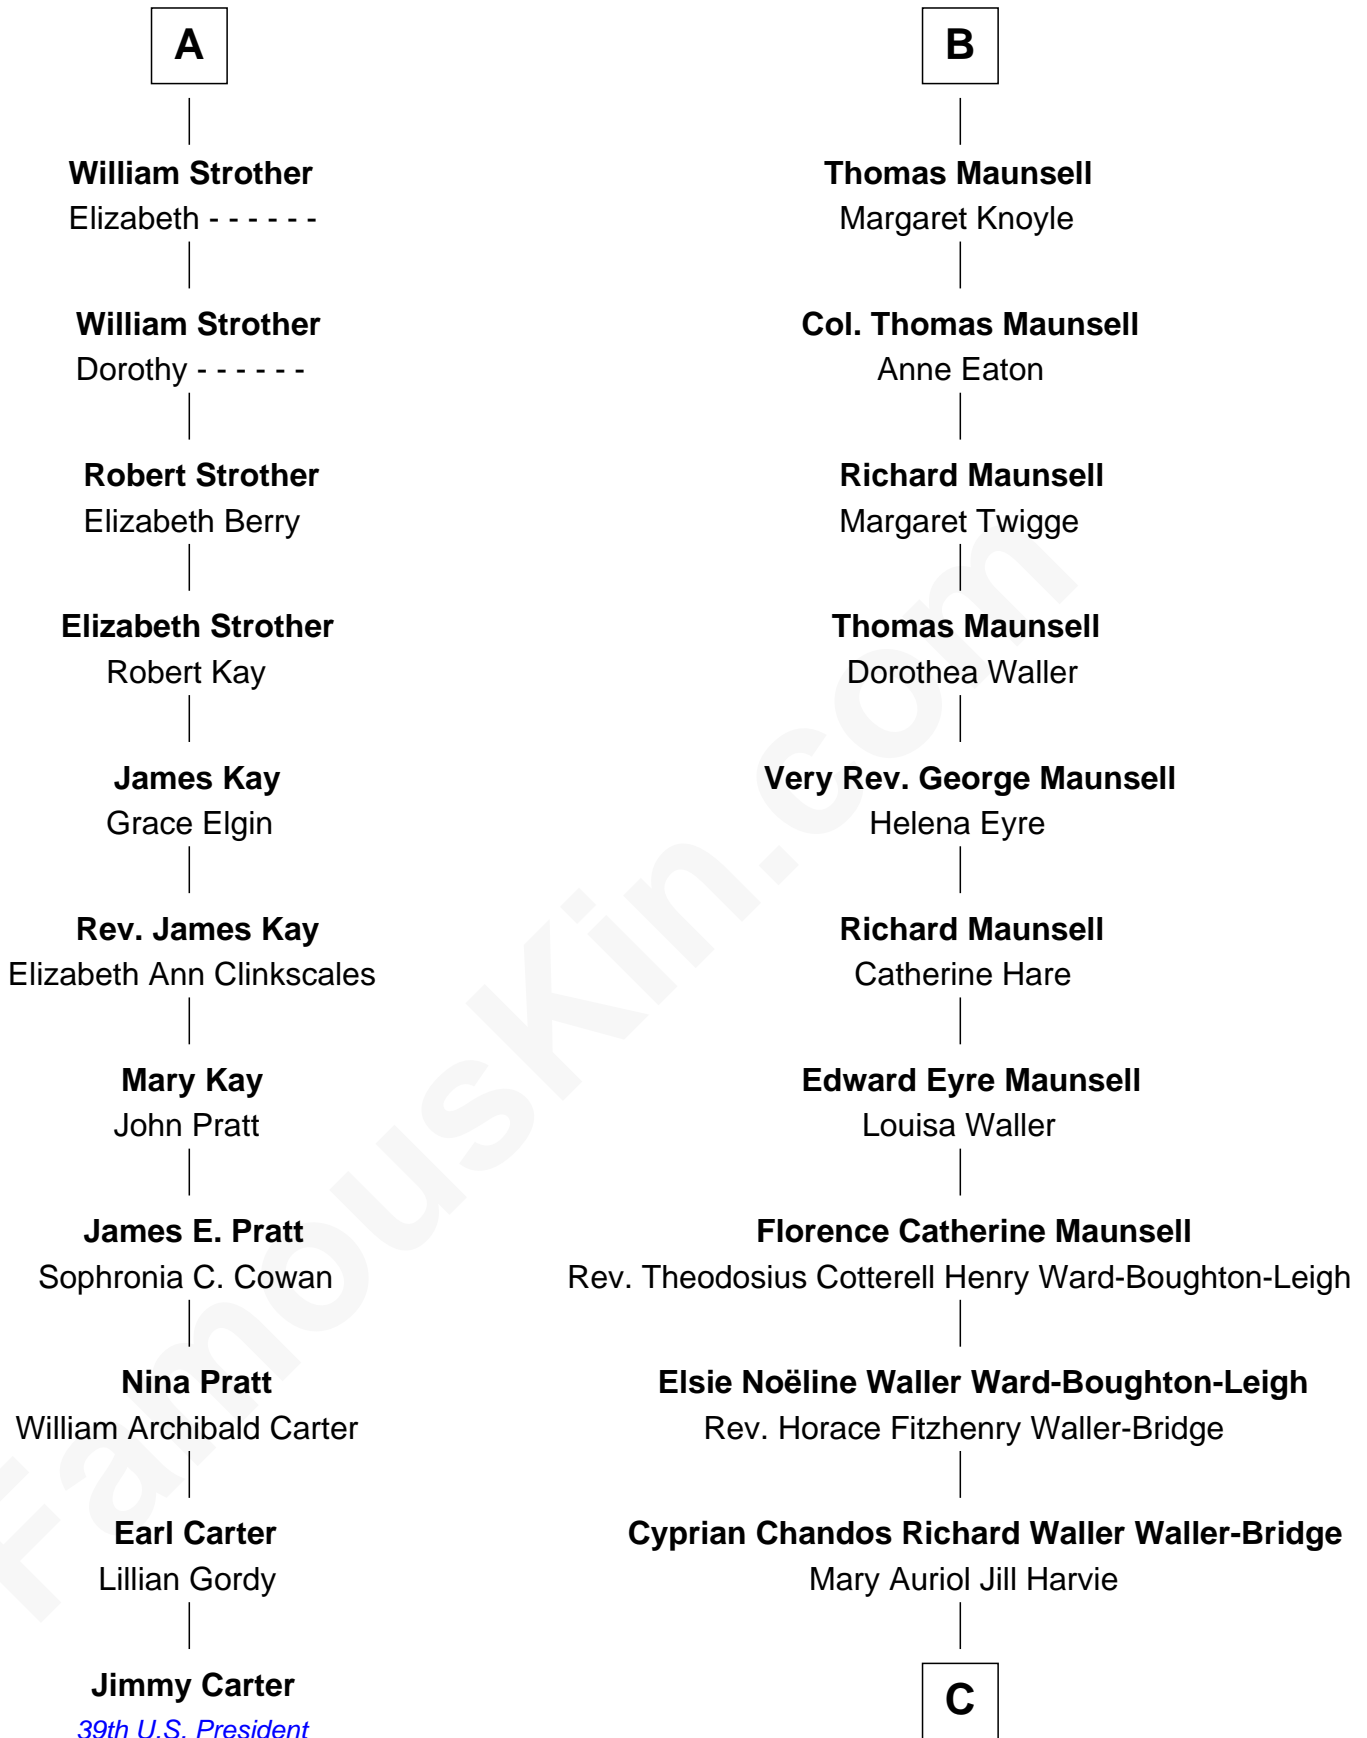 A
William Strother
Elizabeth - - - - - -
William Strother
Dorothy - - - - - -
Robert Strother
Elizabeth Berry
Elizabeth Strother
Robert Kay
James Kay
Grace Elgin
Rev. James Kay
Elizabeth Ann Clinkscales
Mary Kay
John Pratt
James E. Pratt
Sophronia C. Cowan
Nina Pratt
William Archibald Carter
Earl Carter
Lillian Gordy
Jimmy Carter
39th U.S. President
B
Thomas Maunsell
Margaret Knoyle
Col. Thomas Maunsell
Anne Eaton
Richard Maunsell
Margaret Twigge
Thomas Maunsell
Dorothea Waller
Very Rev. George Maunsell
Helena Eyre
Richard Maunsell
Catherine Hare
Edward Eyre Maunsell
Louisa Waller
Florence Catherine Maunsell
Rev. Theodosius Cotterell Henry Ward-Boughton-Leigh
Elsie Noëline Waller Ward-Boughton-Leigh
Rev. Horace Fitzhenry Waller-Bridge
Cyprian Chandos Richard Waller Waller-Bridge
Mary Auriol Jill Harvie
C
FamousKin.com